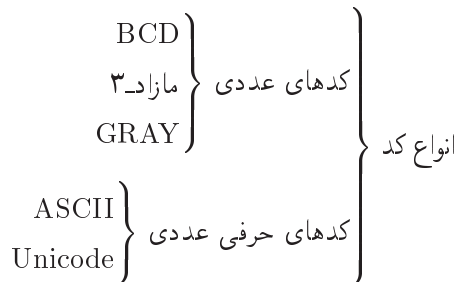 انواع کد
کدهای عددی
BCD
مازاد_۳
GRAY
کدهای حرفی عددی
ASCII
Unicode